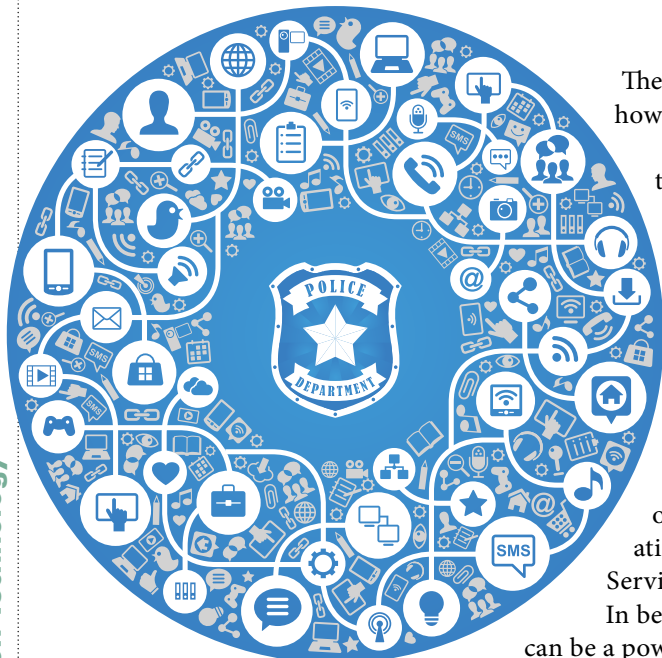 The
how
t
POLICE
DEPARTMENT
SMS
SMS
SMS
SMS
@
@
o
ati
Servi
In be
can be a pow